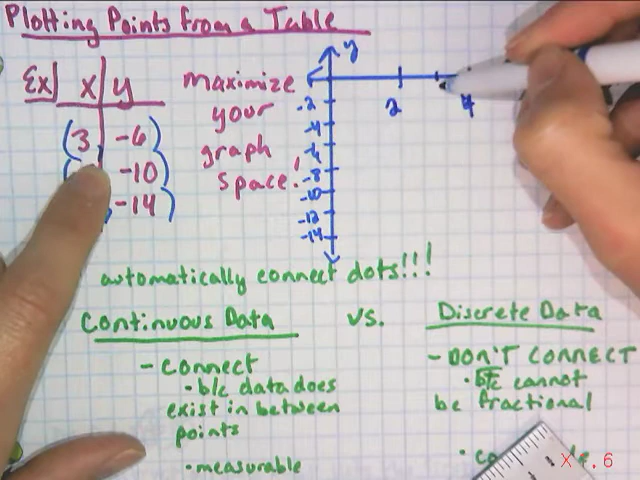 Plotting Points from a Table
Ex x y
(3, -6)
-10)
, -14)
maximize
your
graph
space!
y
2 4
-2
-4
-6
-8
-10
-12
-14
automatically connect dots!!!
Continuous Data vs. Discrete Data
- connect
• b/c data does
exist in between
points
• measurable
- DON'T CONNECT
• b/c cannot
be fractional